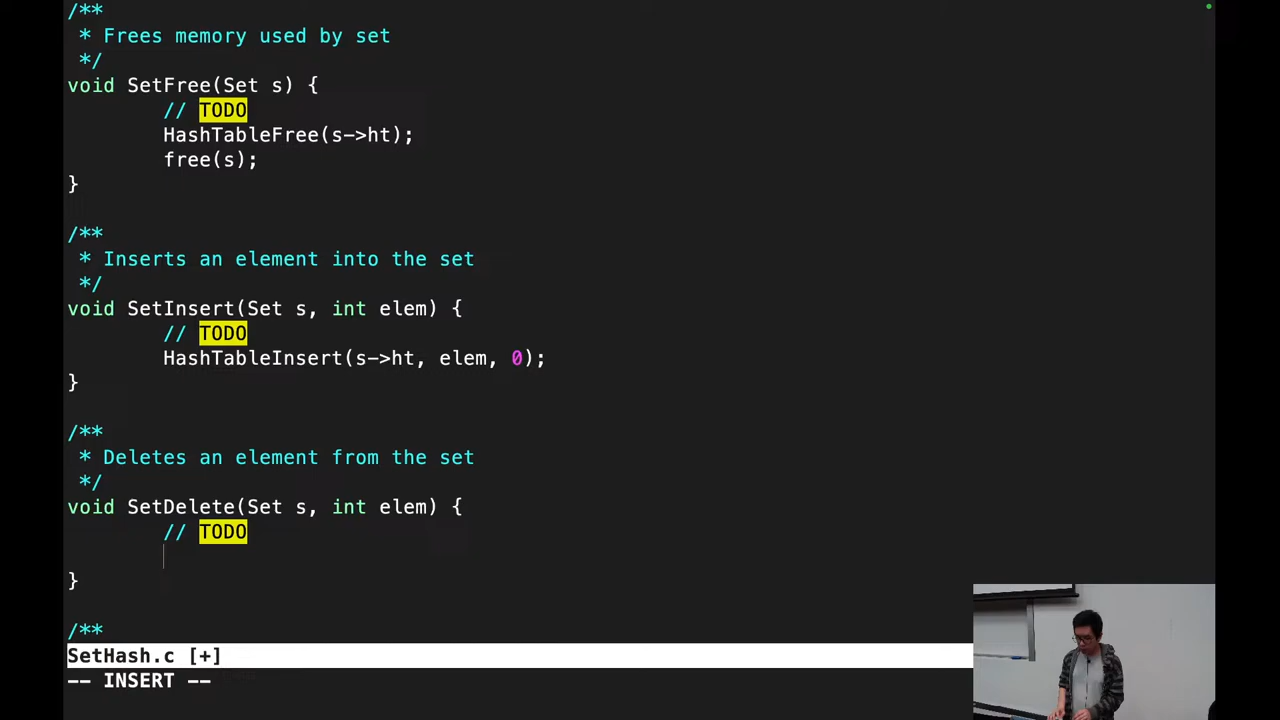 /**
 * Frees memory used by set
 */
void SetFree(Set s) {
        // TODO
        HashTableFree(s->ht);
        free(s);
}
/**
 * Inserts an element into the set
 */
void SetInsert(Set s, int elem) {
        // TODO
        HashTableInsert(s->ht, elem, 0);
}
/**
 * Deletes an element from the set
 */
void SetDelete(Set s, int elem) {
        // TODO
}
/**
SetHash.c [+]
-- INSERT --